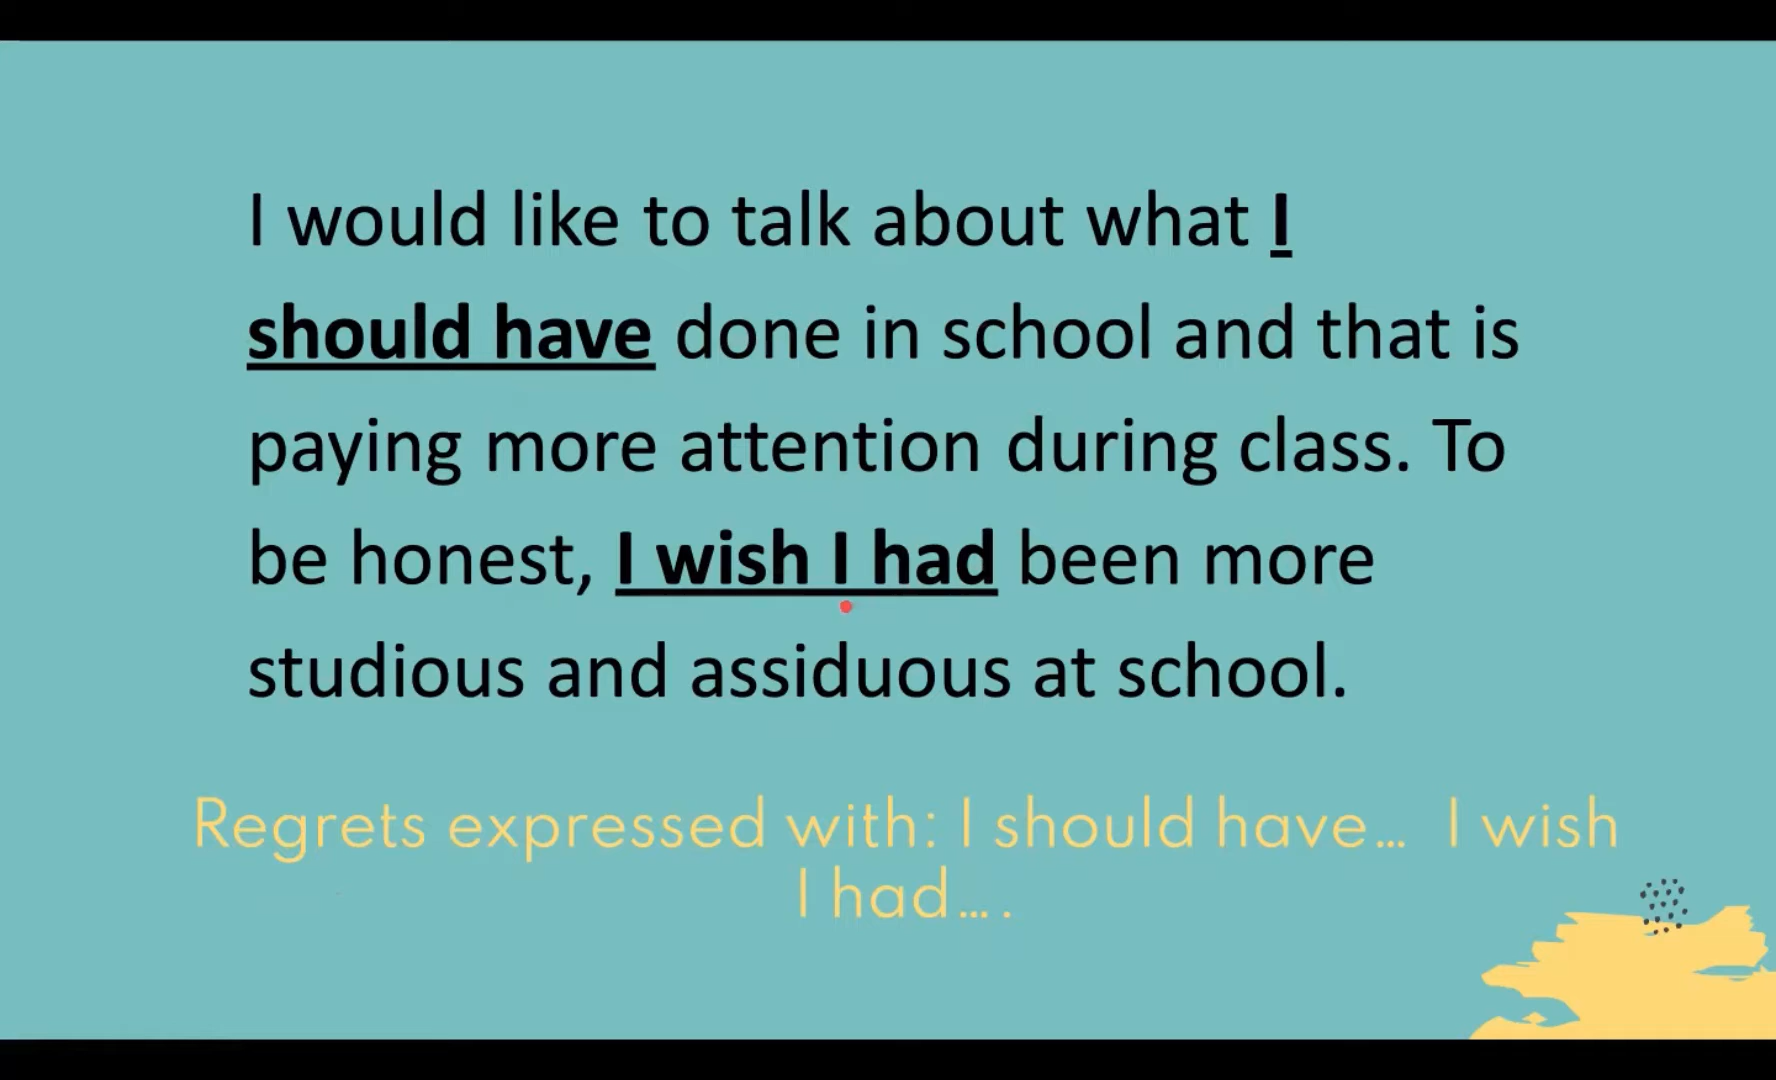 I would like to talk about what I
should have done in school and that is
paying more attention during class. To
be honest, I wish I had been more
studious and assiduous at school.
Regrets expressed with: I should have... I wish
I had... .